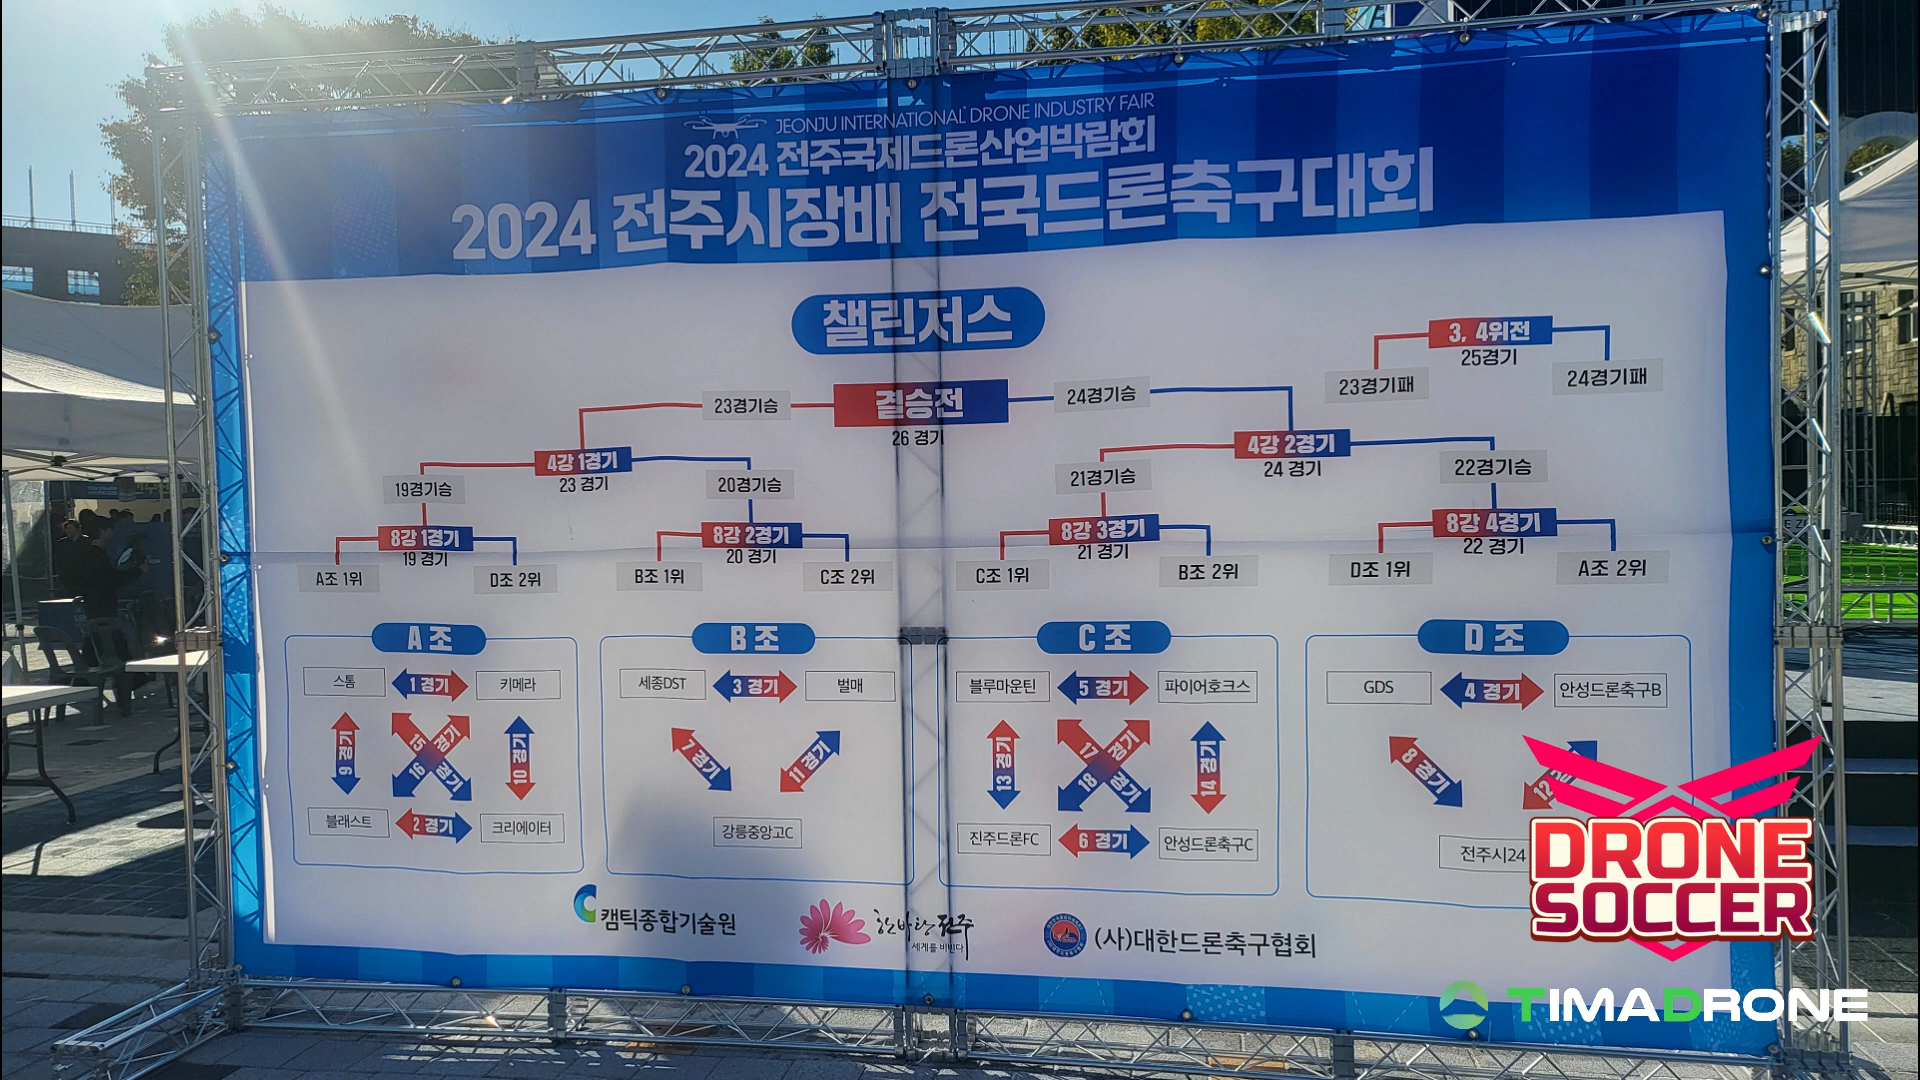 JEONJU INTERNATIONAL DRONE INDUSTRY FAIR
2024 전주국제드론산업박람회
2024 전주시장배 전국드론축구대회
챌린저스
3, 4위전
25경기
23경기패
24경기패
23경기승
결승전
24경기승
26 경기
4강 1경기
23 경기
4강 2경기
24 경기
19경기승
20경기승
21경기승
22경기승
8강 1경기
19 경기
8강 2경기
20 경기
8강 3경기
21 경기
8강 4경기
22 경기
A조 1위
D조 2위
B조 1위
C조 2위
C조 1위
B조 2위
D조 1위
A조 2위
A 조
스톰
1 경기
키메라
9 경기
15 경기
16 경기
10 경기
블래스트
2 경기
크리에이터
B 조
세종DST
3 경기
벌매
7 경기
11 경기
강릉중앙고C
C 조
블루마운틴
5 경기
파이어호크스
13 경기
17 경기
18 경기
14 경기
진주드론FC
6 경기
안성드론축구C
D 조
GDS
4 경기
안성드론축구B
8 경기
12
전주시24
캠틱종합기술원
한바탕 전주
세계를 비빈다
(사)대한드론축구협회
DRONE
SOCCER
TIMADRONE